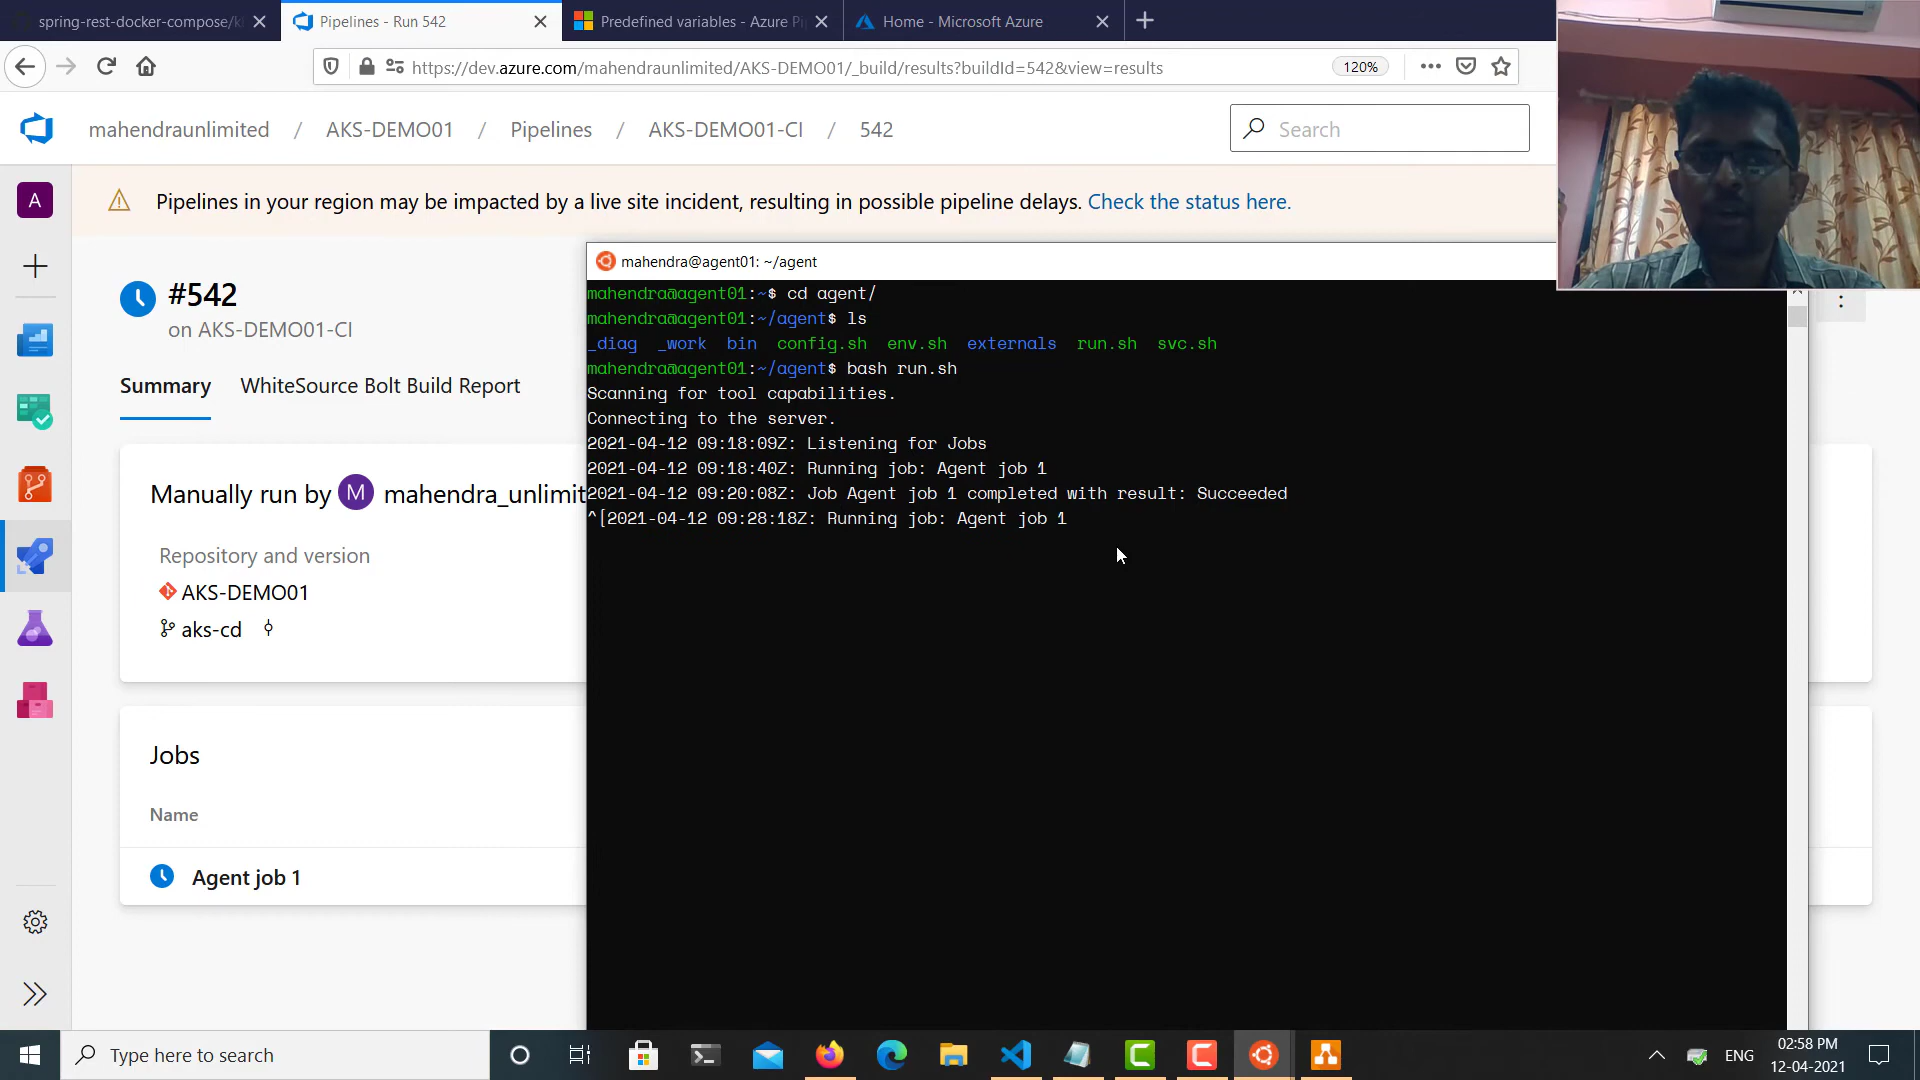 spring-rest-docker-compose/k
Pipelines - Run 542
Predefined variables - Azure Pi
Home - Microsoft Azure
https://dev.azure.com/mahendraunlimited/AKS-DEMO01/_build/results?buildId=542&view=results
120%
mahendraunlimited / AKS-DEMO01 / Pipelines / AKS-DEMO01-CI / 542
Search
A
Pipelines in your region may be impacted by a live site incident, resulting in possible pipeline delays. Check the status here.
#542
on AKS-DEMO01-CI
Summary
WhiteSource Bolt Build Report
Manually run by M mahendra_unlimit
Repository and version
AKS-DEMO01
aks-cd
Jobs
Name
Agent job 1
mahendra@agent01: ~/agent
mahendra@agent01:~$ cd agent/
mahendra@agent01:~/agent$ ls
_diag _work bin config.sh env.sh externals run.sh svc.sh
mahendra@agent01:~/agent$ bash run.sh
Scanning for tool capabilities.
Connecting to the server.
2021-04-12 09:18:09Z: Listening for Jobs
2021-04-12 09:18:40Z: Running job: Agent job 1
2021-04-12 09:20:08Z: Job Agent job 1 completed with result: Succeeded
^[2021-04-12 09:28:18Z: Running job: Agent job 1
Type here to search
ENG
02:58 PM
12-04-2021